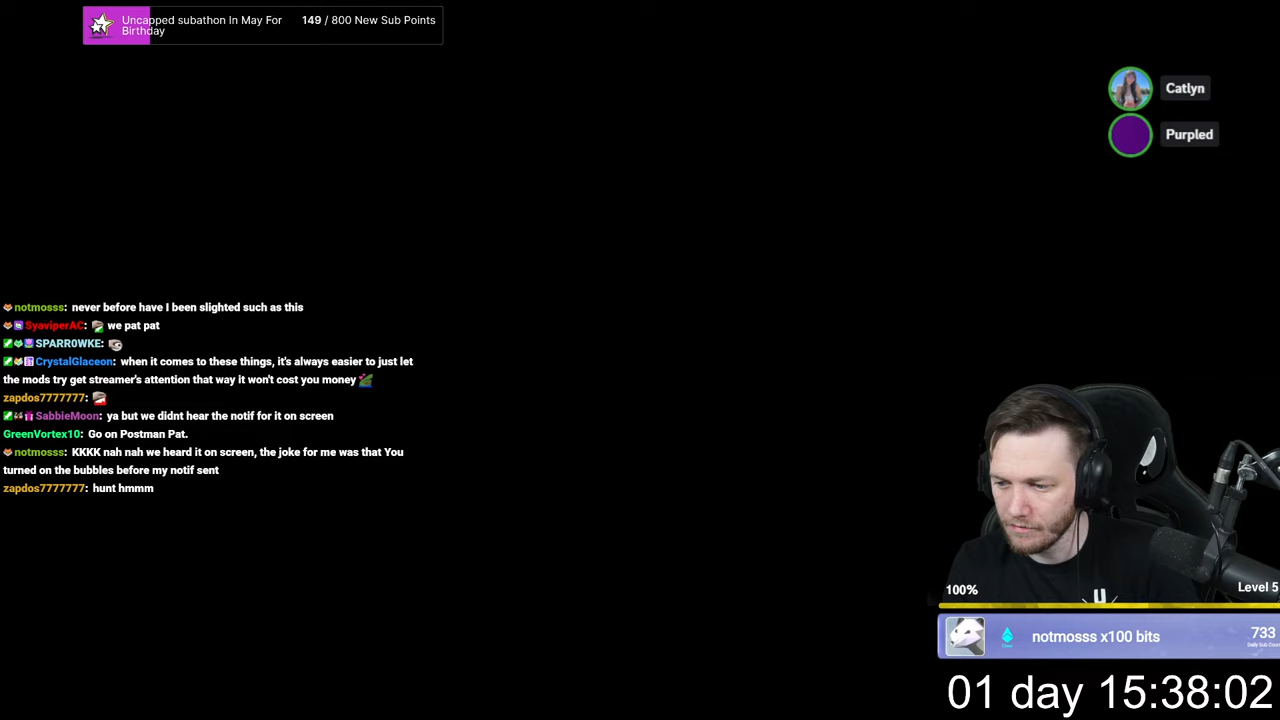 Uncapped subathon In May For
Birthday
149 / 800 New Sub Points
Catlyn
Purpled
notmosss: never before have I been slighted such as this
SyaviperAC: we pat pat
SPARR0WKE:
CrystalGlaceon: when it comes to these things, it's always easier to just let
the mods try get streamer's attention that way it won't cost you money
zapdos7777777:
SabbieMoon: ya but we didnt hear the notif for it on screen
GreenVortex10: Go on Postman Pat.
notmosss: KKKK nah nah we heard it on screen, the joke for me was that You
turned on the bubbles before my notif sent
zapdos7777777: hunt hmmm
100%
Level 5
notmosss x100 bits
733
01 day 15:38:02